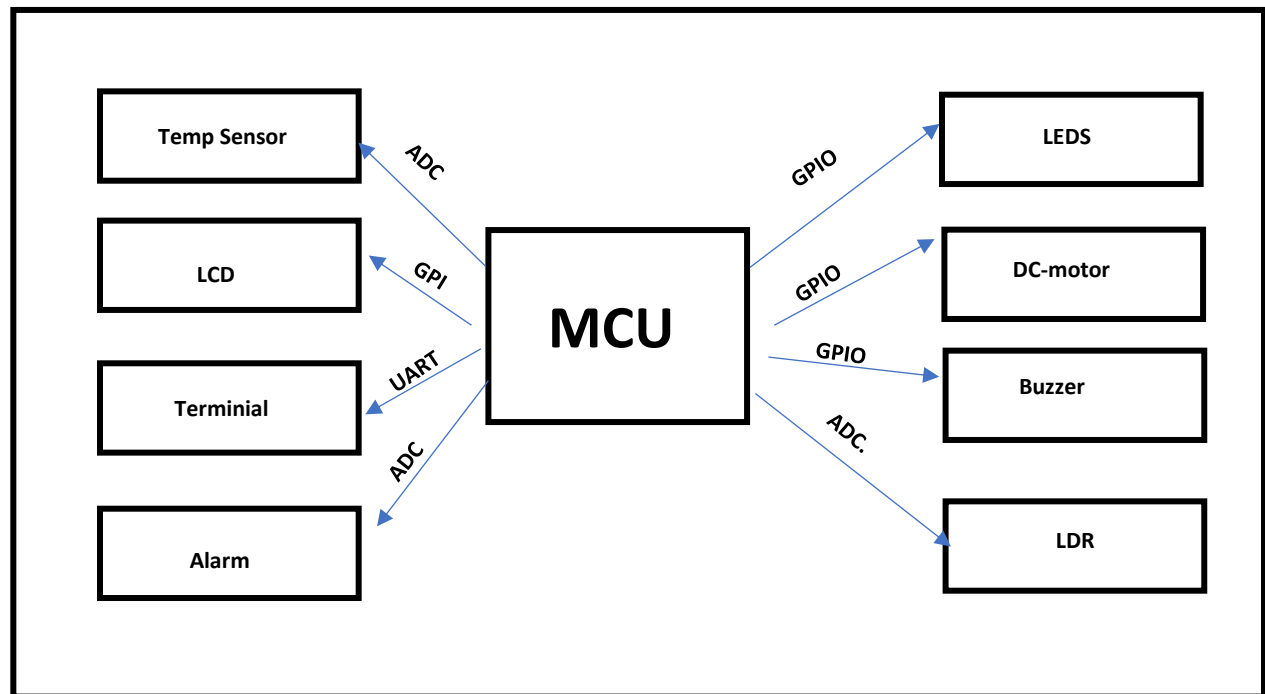 Temp Sensor
ADC
GPIO
LEDS
LCD
GPI
MCU
GPIO
DC-motor
Terminial
UART
GPIO
Buzzer
Alarm
ADC
ADC.
LDR